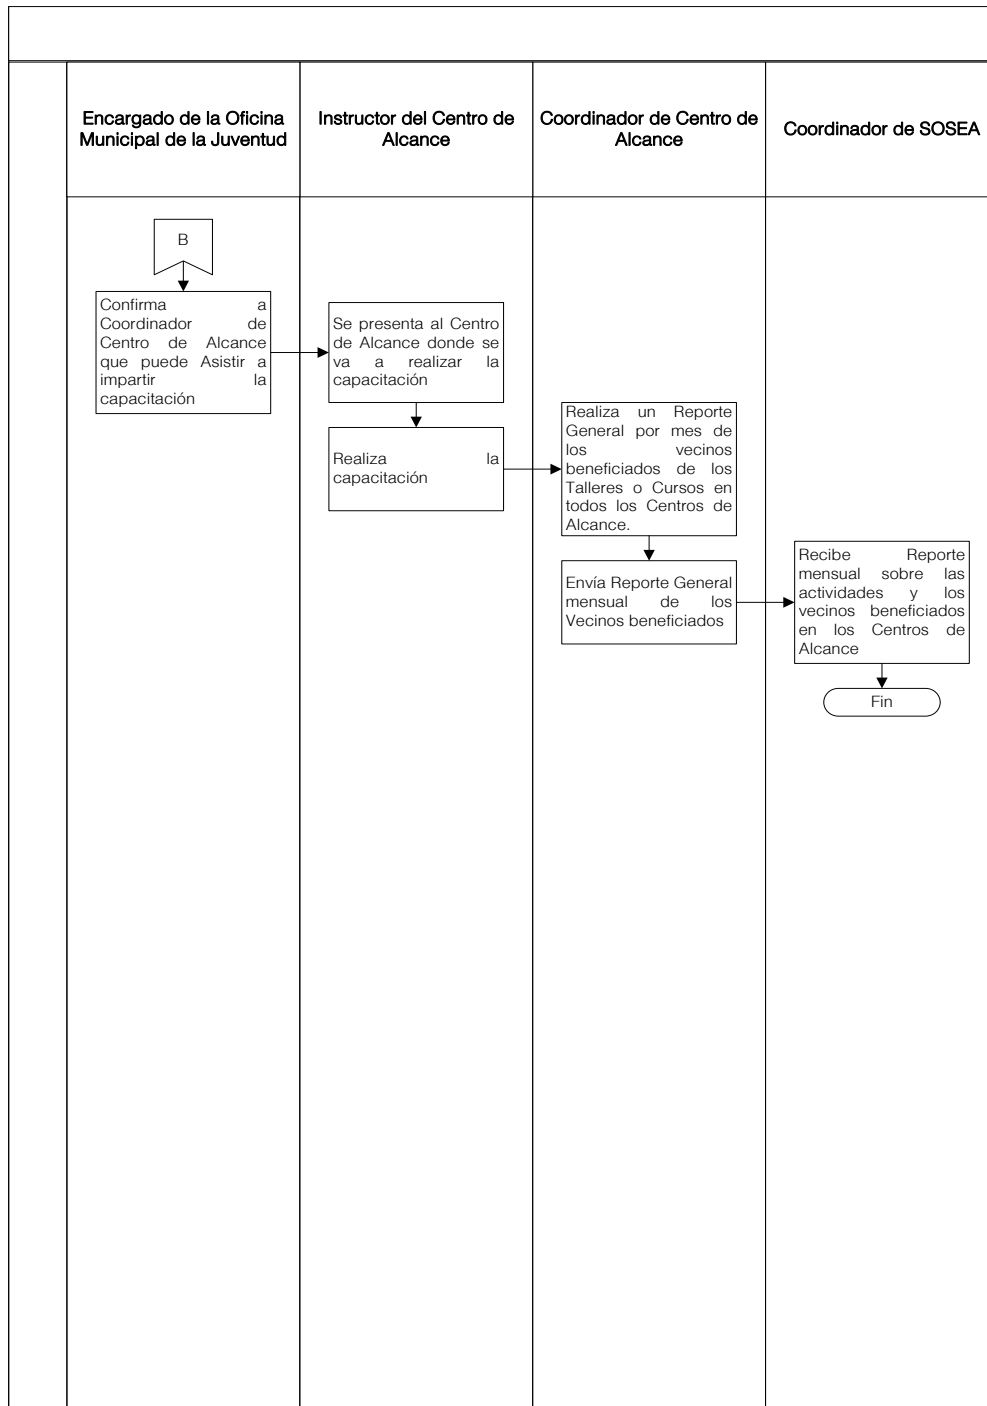 Encargado de la Oficina
Municipal de la Juventud
Instructor del Centro de
Alcance
Coordinador de Centro de
Alcance
Coordinador de SOSEA
B
Confirma a
Coordinador de
Centro de Alcance
que puede Asistir a
impartir la
capacitación
Se presenta al Centro
de Alcance donde se
va a realizar la
capacitación
Realiza la
capacitación
Realiza un Reporte
General por mes de
los vecinos
beneficiados de los
Talleres o Cursos en
todos los Centros de
Alcance.
Envía Reporte General
mensual de los
Vecinos beneficiados
Recibe Reporte
mensual sobre las
actividades y los
vecinos beneficiados
en los Centros de
Alcance
Fin